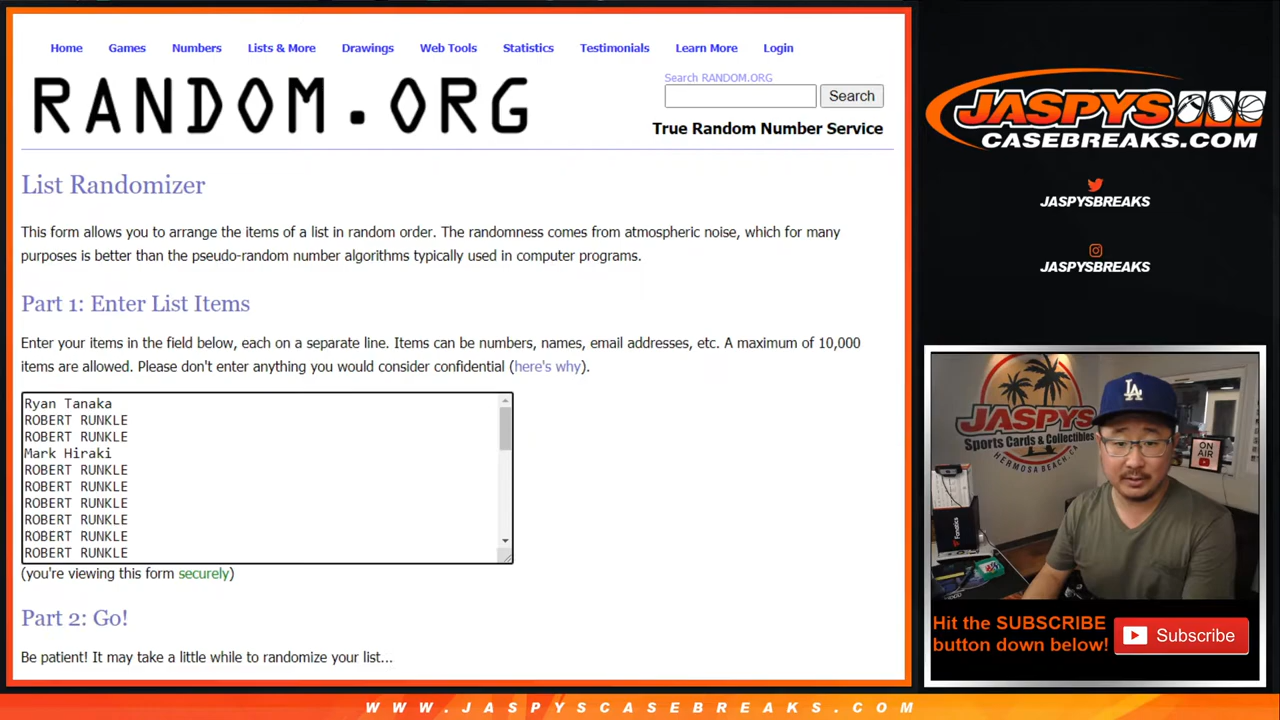 Home Games Numbers Lists & More Drawings Web Tools Statistics Testimonials Learn More Login
RANDOM.ORG
Search RANDOM.ORG
Search
True Random Number Service
List Randomizer
This form allows you to arrange the items of a list in random order. The randomness comes from atmospheric noise, which for many
purposes is better than the pseudo-random number algorithms typically used in computer programs.
Part 1: Enter List Items
Enter your items in the field below, each on a separate line. Items can be numbers, names, email addresses, etc. A maximum of 10,000
items are allowed. Please don't enter anything you would consider confidential (here's why).
Ryan Tanaka
ROBERT RUNKLE
ROBERT RUNKLE
Mark Hiraki
ROBERT RUNKLE
ROBERT RUNKLE
ROBERT RUNKLE
ROBERT RUNKLE
ROBERT RUNKLE
ROBERT RUNKLE
(you're viewing this form securely)
Part 2: Go!
Be patient! It may take a little while to randomize your list...
JASPYS
CASEBREAKS.COM
JASPYSBREAKS
JASPYSBREAKS
JASPYS
Sports Cards & Collectibles
HERMOSA BEACH, CA
LA
ON
AIR
Fanatics
Hit the SUBSCRIBE
button down below!
Subscribe
WWW.JASPYSCASEBREAKS.COM